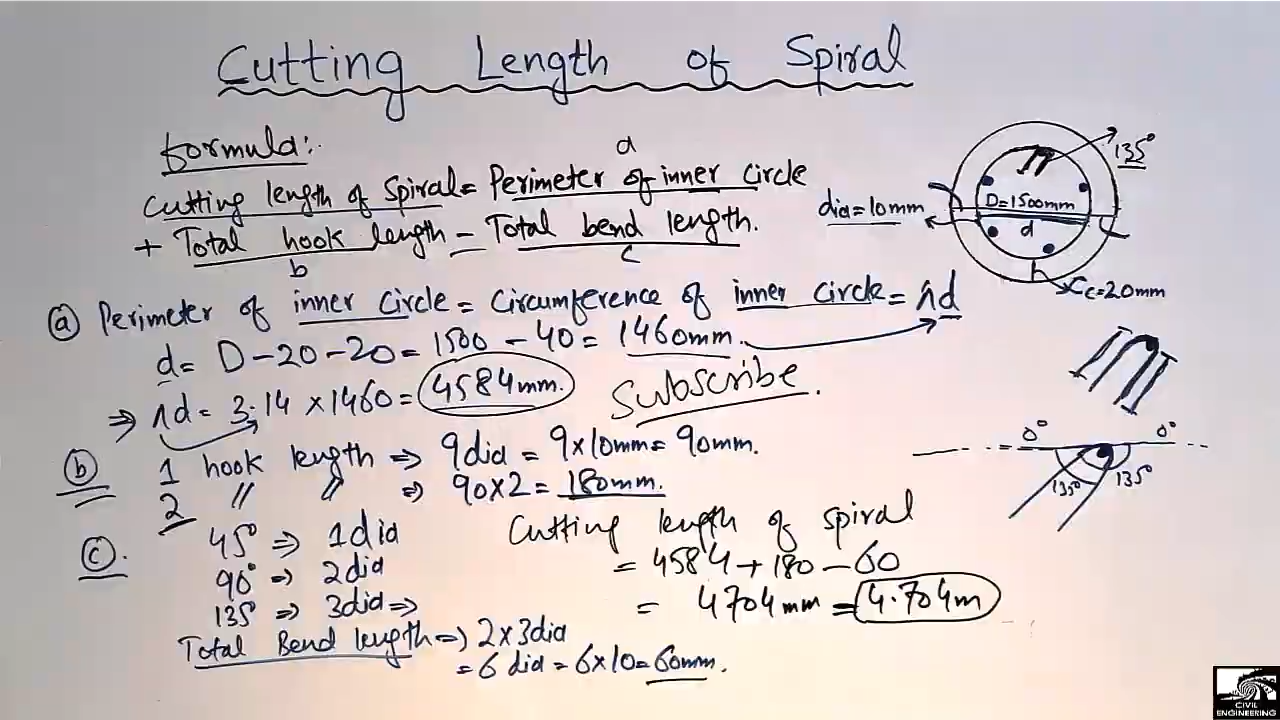 Cutting Length of Spiral
formula:
a
Cutting length of Spiral = Perimeter of inner circle
+ Total hook length - Total bend length.
b
c
135°
D=1500mm
dia=10mm
d
Cc=20mm
ⓐ Perimeter of inner circle = Circumference of inner circle = πd
d = D-20-20 = 1500 - 40 = 1460mm.
⇒ πd = 3.14 × 1460 = 4584mm.
Subscribe.
ⓑ 1 hook length ⇒ 9dia = 9×10mm = 90mm.
2 〃 〃 ⇒ 90×2 = 180mm.
0° 0°
135° 135°
ⓒ. 45° ⇒ 1dia
90° ⇒ 2dia
135° ⇒ 3dia ⇒
Total Bend length ⇒ 2×3dia
= 6 dia = 6×10 = 60mm.
Cutting length of spiral
= 4584 + 180 - 60
= 4704mm = 4.704m
CIVIL
ENGINEERING